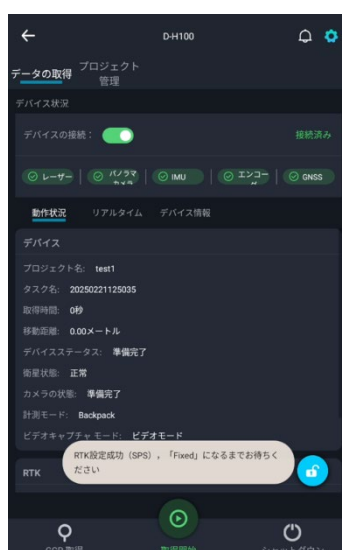 D-H100
データの取得
プロジェクト
管理
デバイス状況
デバイスの接続：
接続済み
レーザー
パノラマ
カメラ
IMU
エンコー
GNSS
動作状況 リアルタイム デバイス情報
デバイス
プロジェクト名: test1
タスク名: 20250221125035
取得時間: 0秒
移動距離: 0.00メートル
デバイスステータス: 準備完了
衛星状態: 正常
カメラの状態: 準備完了
計測モード: Backpack
ビデオキャプチャ モード: ビデオモード
RTK設定成功（SPS），「Fixed」になるまでお待ちく
ださい
RTK